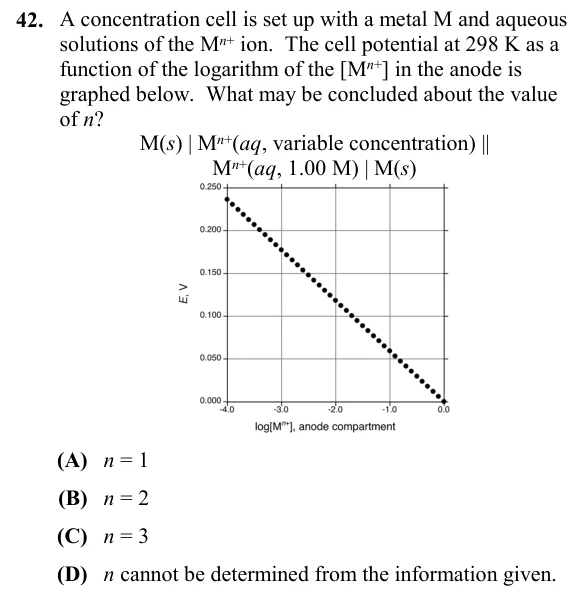 42. A concentration cell is set up with a metal M and aqueous
solutions of the Mⁿ⁺ ion. The cell potential at 298 K as a
function of the logarithm of the [Mⁿ⁺] in the anode is
graphed below. What may be concluded about the value
of n?
M(s) | Mⁿ⁺(aq, variable concentration) ||
Mⁿ⁺(aq, 1.00 M) | M(s)
0.250
0.200
0.150
E, V
0.100
0.050
0.000
-4.0 -3.0 -2.0 -1.0 0.0
log[Mⁿ⁺], anode compartment
(A) n = 1
(B) n = 2
(C) n = 3
(D) n cannot be determined from the information given.